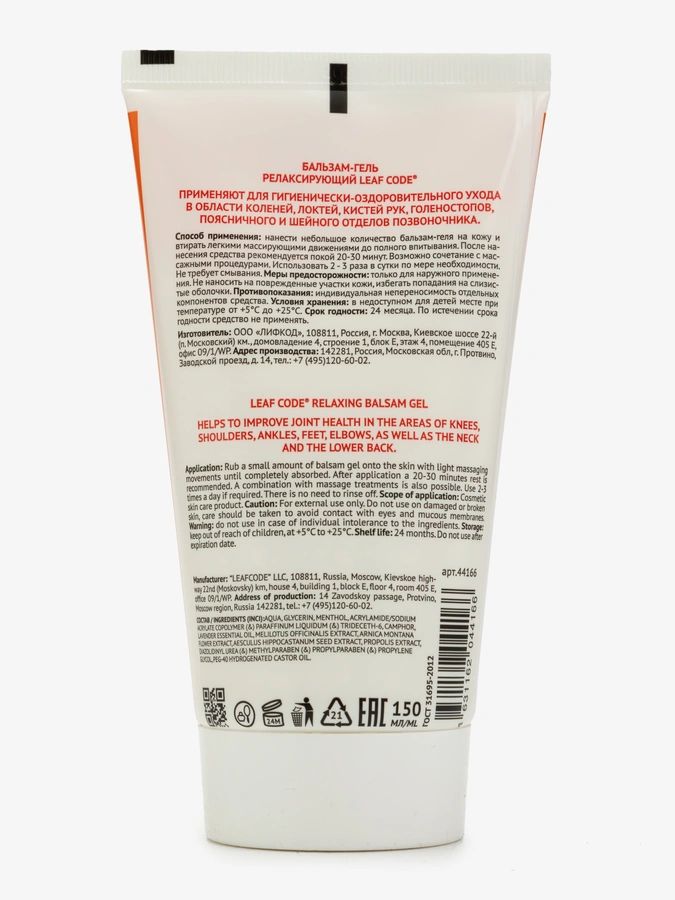 БАЛЬЗАМ-ГЕЛЬ
РЕЛАКСИРУЮЩИЙ LEAF CODE®
ПРИМЕНЯЮТ ДЛЯ ГИГИЕНИЧЕСКИ-ОЗДОРОВИТЕЛЬНОГО УХОДА
В ОБЛАСТИ КОЛЕНЕЙ, ЛОКТЕЙ, КИСТЕЙ РУК, ГОЛЕНОСТОПОВ,
ПОЯСНИЧНОГО И ШЕЙНОГО ОТДЕЛОВ ПОЗВОНОЧНИКА.
Способ применения: нанести небольшое количество бальзам-геля на кожу и
втирать легкими массирующими движениями до полного впитывания. После на-
несения средства рекомендуется покой 20-30 минут. Возможно сочетание с мас-
сажными процедурами. Использовать 2 - 3 раза в сутки по мере необходимости.
Не требует смывания. Меры предосторожности: только для наружного примене-
ния. Не наносить на поврежденные участки кожи, избегать попадания на слизис-
тые оболочки. Противопоказания: индивидуальная непереносимость отдельных
компонентов средства. Условия хранения: в недоступном для детей месте при
температуре от +5°С до +25°С. Срок годности: 24 месяца. По истечении срока
годности средство не применять.
Изготовитель: ООО «ЛИФКОД», 108811, Россия, г. Москва, Киевское шоссе 22-й
(п. Московский) км., домовладение 4, строение 1, блок Е, этаж 4, помещение 405 Е,
офис 09/1/WP. Адрес производства: 142281, Россия, Московская обл, г. Протвино,
Заводской проезд, д. 14, тел.: +7 (495)120-60-02.
LEAF CODE® RELAXING BALSAM GEL
HELPS TO IMPROVE JOINT HEALTH IN THE AREAS OF KNEES,
SHOULDERS, ANKLES, FEET, ELBOWS, AS WELL AS THE NECK
AND THE LOWER BACK.
Application: Rub a small amount of balsam gel onto the skin with light massaging
movements until completely absorbed. After application a 20-30 minutes rest is
recommended. A combination with massage treatments is also possible. Use 2-3
times a day if required. There is no need to rinse off. Scope of application: Cosmetic
skin care product. Caution: For external use only. Do not use on damaged or broken
skin, care should be taken to avoid contact with eyes and mucous membranes.
Warning: do not use in case of individual intolerance to the ingredients. Storage:
keep out of reach of children, at +5°C to +25°C. Shelf life: 24 months. Do not use after
expiration date.
арт.44166
Manufacturer: "LEAFCODE" LLC, 108811, Russia, Moscow, Kievskoe high-
way 22nd (Moskovsky) km, house 4, building 1, block E, floor 4, room 405 E,
office 09/1/WP. Address of production: 14 Zavodskoy passage, Protvino,
Moscow region, Russia 142281, tel.: +7 (495)120-60-02.
СОСТАВ / INGREDIENTS (INCI):AQUA, GLYCERIN, MENTHOL, ACRYLAMIDE/SODIUM
ACRYLATE COPOLYMER (&) PARAFFINUM LIQUIDUM (&) TRIDECETH-6, CAMPHOR,
LAVENDER ESSENTIAL OIL, MELILOTUS OFFICINALIS EXTRACT, ARNICA MONTANA
FLOWER EXTRACT, AESCULUS HIPPOCASTANUM SEED EXTRACT, PROPOLIS EXTRACT,
DIAZOLIDINYL UREA (&) METHYLPARABEN (&) PROPYLPARABEN (&) PROPYLENE
GLYCOL, PEG-40 HYDROGENATED CASTOR OIL.
24M
21
EAC
150
МЛ/ML
ГОСТ 31695-2012
4 631162 044166